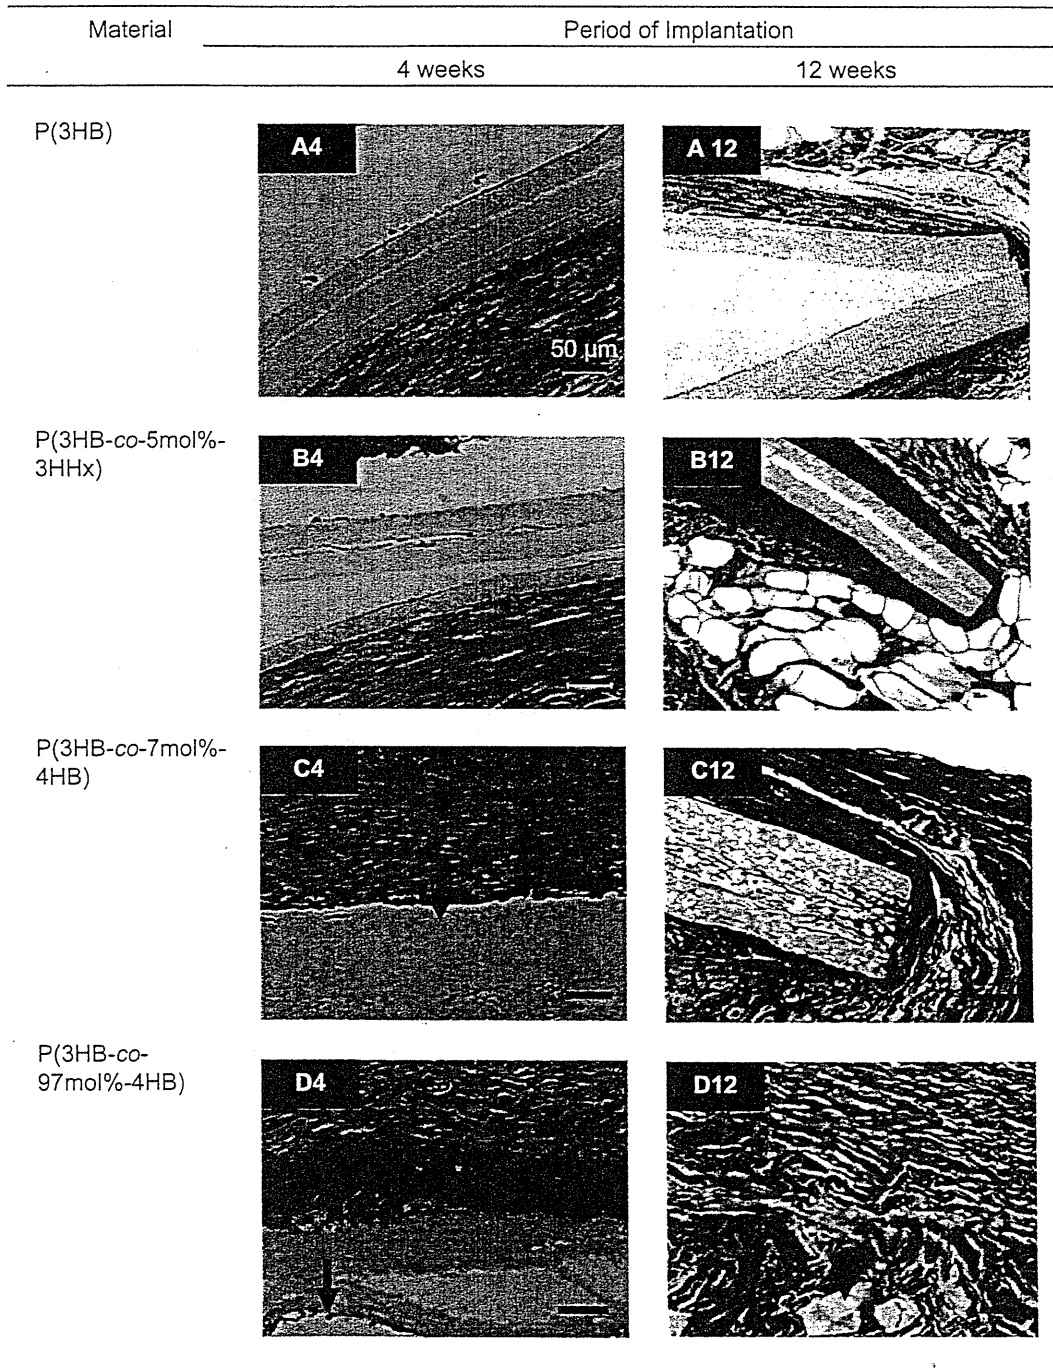 Material
Period of Implantation
4 weeks
12 weeks
P(3HB)
A4
A 12
50 µm
P(3HB-co-5mol%-
3HHx)
B4
B12
P(3HB-co-7mol%-
4HB)
C4
C12
P(3HB-co-
97mol%-4HB)
D4
D12